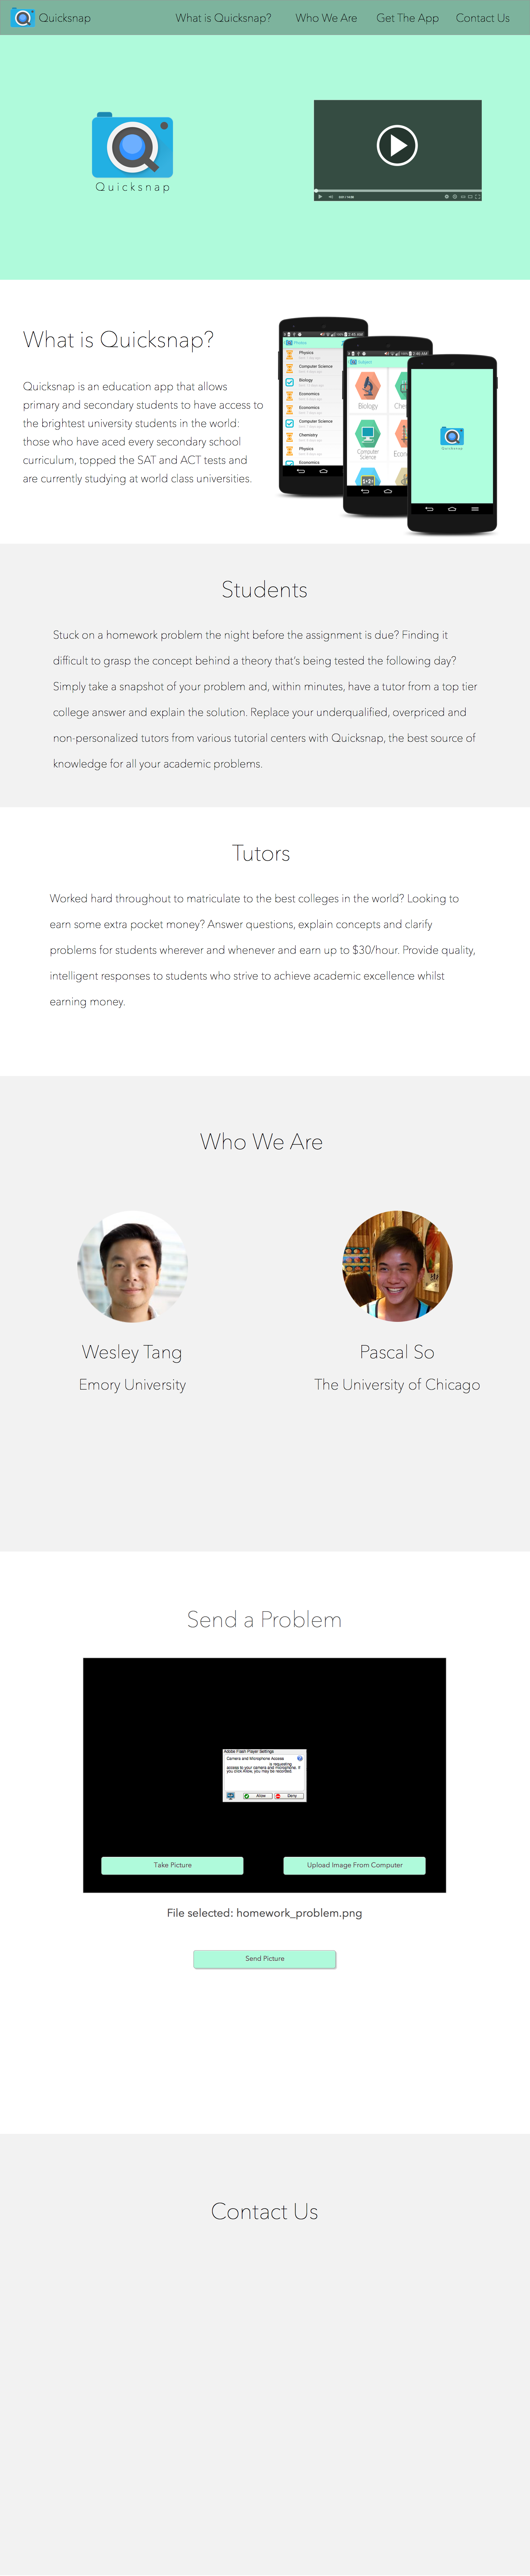 Quicksnap
What is Quicksnap?
Who We Are
Get The App
Contact Us
Quicksnap
What is Quicksnap?
Quicksnap is an education app that allows
primary and secondary students to have access to
the brightest university students in the world:
those who have aced every secondary school
curriculum, topped the SAT and ACT tests and
are currently studying at world class universities.
Physics
Computer Science
Biology
Economics
Economics
Computer Science
Chemistry
Physics
Economics
Biology
Computer
Science
Quicksnap
Students
Stuck on a homework problem the night before the assignment is due? Finding it
difficult to grasp the concept behind a theory that's being tested the following day?
Simply take a snapshot of your problem and, within minutes, have a tutor from a top tier
college answer and explain the solution. Replace your underqualified, overpriced and
non-personalized tutors from various tutorial centers with Quicksnap, the best source of
knowledge for all your academic problems.
Tutors
Worked hard throughout to matriculate to the best colleges in the world? Looking to
earn some extra pocket money? Answer questions, explain concepts and clarify
problems for students wherever and whenever and earn up to $30/hour. Provide quality,
intelligent responses to students who strive to achieve academic excellence whilst
earning money.
Who We Are
Wesley Tang
Emory University
Pascal So
The University of Chicago
Send a Problem
Adobe Flash Player Settings
Camera and Microphone Access
is requesting
access to your camera and microphone. If
you click Allow, you may be recorded.
Allow
Deny
Take Picture
Upload Image From Computer
File selected: homework_problem.png
Send Picture
Contact Us